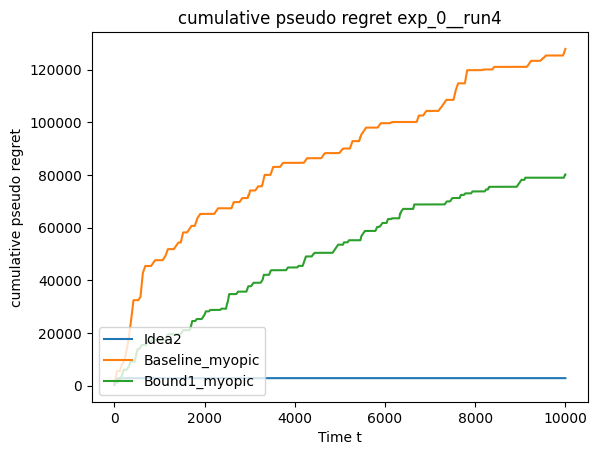 cumulative pseudo regret exp_0__run4
cumulative pseudo regret
120000
100000
80000
60000
40000
20000
0
Idea2
Baseline_myopic
Bound1_myopic
0 2000 4000 6000 8000 10000
Time t